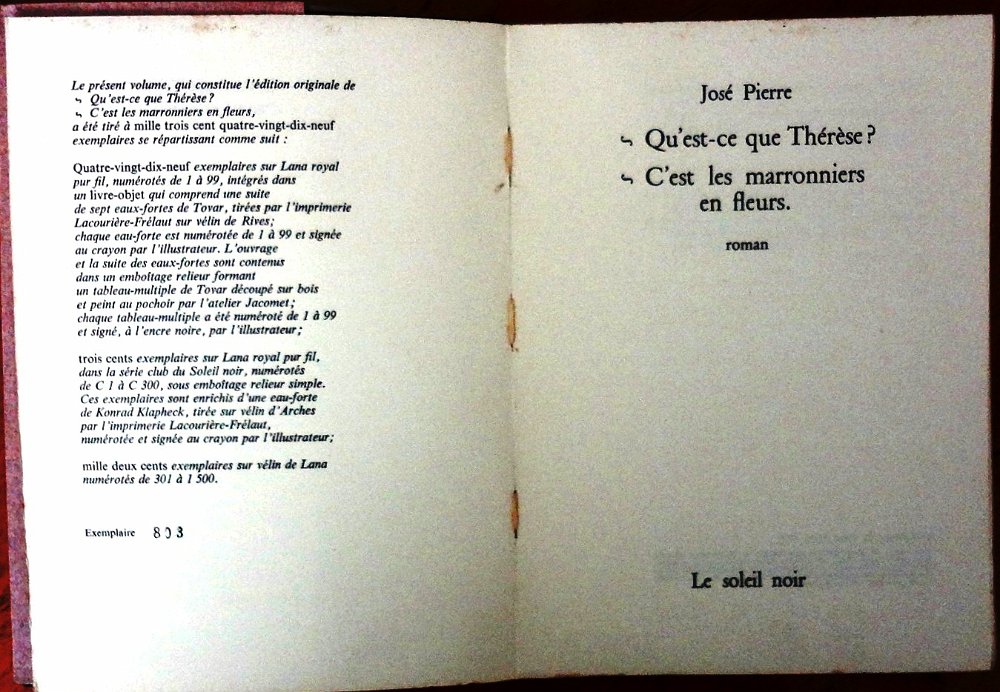 Le présent volume, qui constitue l'édition originale de
Qu'est-ce que Thérèse?
C'est les marronniers en fleurs,
a été tiré à mille trois cent quatre-vingt-dix-neuf
exemplaires se répartissant comme suit :
Quatre-vingt-dix-neuf exemplaires sur Lana royal
pur fil, numérotés de 1 à 99, intégrés dans
un livre-objet qui comprend une suite
de sept eaux-fortes de Tovar, tirées par l'imprimerie
Lacourière-Frélaut sur vélin de Rives;
chaque eau-forte est numérotée de 1 à 99 et signée
au crayon par l'illustrateur. L'ouvrage
et la suite des eaux-fortes sont contenus
dans un emboîtage relieur formant
un tableau-multiple de Tovar découpé sur bois
et peint au pochoir par l'atelier Jacomet;
chaque tableau-multiple a été numéroté de 1 à 99
et signé, à l'encre noire, par l'illustrateur;
trois cents exemplaires sur Lana royal pur fil,
dans la série club du Soleil noir, numérotés
de C 1 à C 300, sous emboîtage relieur simple.
Ces exemplaires sont enrichis d'une eau-forte
de Konrad Klapheck, tirée sur vélin d'Arches
par l'imprimerie Lacourière-Frélaut,
numérotée et signée au crayon par l'illustrateur;
mille deux cents exemplaires sur vélin de Lana
numérotés de 301 à 1 500.
Exemplaire 803
José Pierre
Qu'est-ce que Thérèse?
C'est les marronniers
en fleurs.
roman
Le soleil noir